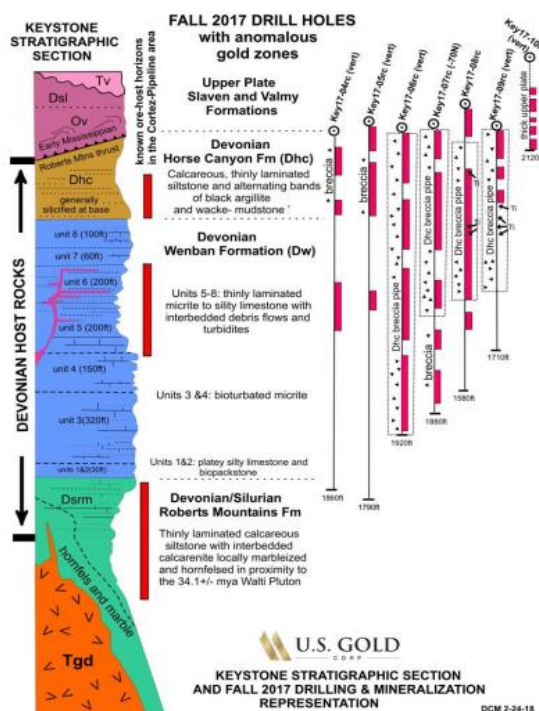 KEYSTONE
STRATIGRAPHIC
SECTION
known ore-host horizons
in the Cortez-Pipeline area
FALL 2017 DRILL HOLES
with anomalous
gold zones
Upper Plate
Slaven and Valmy
Formations
Key17-04rc (vert)
Key17-05rc (vert)
Key17-06rc (vert)
Key17-07rc (-70N)
Key17-08rc
Key17-09rc (vert)
(vert)
thick upper plate
2120
Tv
Dsl
Ov
Early Mississippian
Roberts Mtns thrust
Dhc
generally
silicified at base
Devonian
Horse Canyon Fm (Dhc)
Calcareous, thinly laminated
siltstone and alternating bands
of black argillite
and wacke- mudstone
breccia
breccia
Dhc breccia pipe
Dhc breccia pipe
breccia
Dhc breccia pipe
Dhc breccia pipe
Ti
Ti
Ti
Ti
DEVONIAN HOST ROCKS
unit 8 (100ft)
unit 7 (60ft)
unit 6 (200ft)
unit 5 (200ft)
unit 4 (150ft)
unit 3(320ft)
units 1&2(30ft)
Devonian
Wenban Formation (Dw)
Units 5-8: thinly laminated
micrite to sility limestone with
interbedded debris flows and
turbidites
Units 3 &4: bioturbated micrite
Units 1&2: platey silty limestone and
biopackstone
1860ft
1790ft
1920ft
1880ft
1580ft
1710ft
Dsrm
hornfels and marble
Tgd
Devonian/Silurian
Roberts Mountains Fm
Thinly laminated calcareous
siltstone with interbedded
calcarenite locally marbleized
and hornfelsed in proximity to
the 34.1+/- mya Walti Pluton
U.S. GOLD
CORP
KEYSTONE STRATIGRAPHIC SECTION
AND FALL 2017 DRILLING & MINERALIZATION
REPRESENTATION
DCM 2-24-18